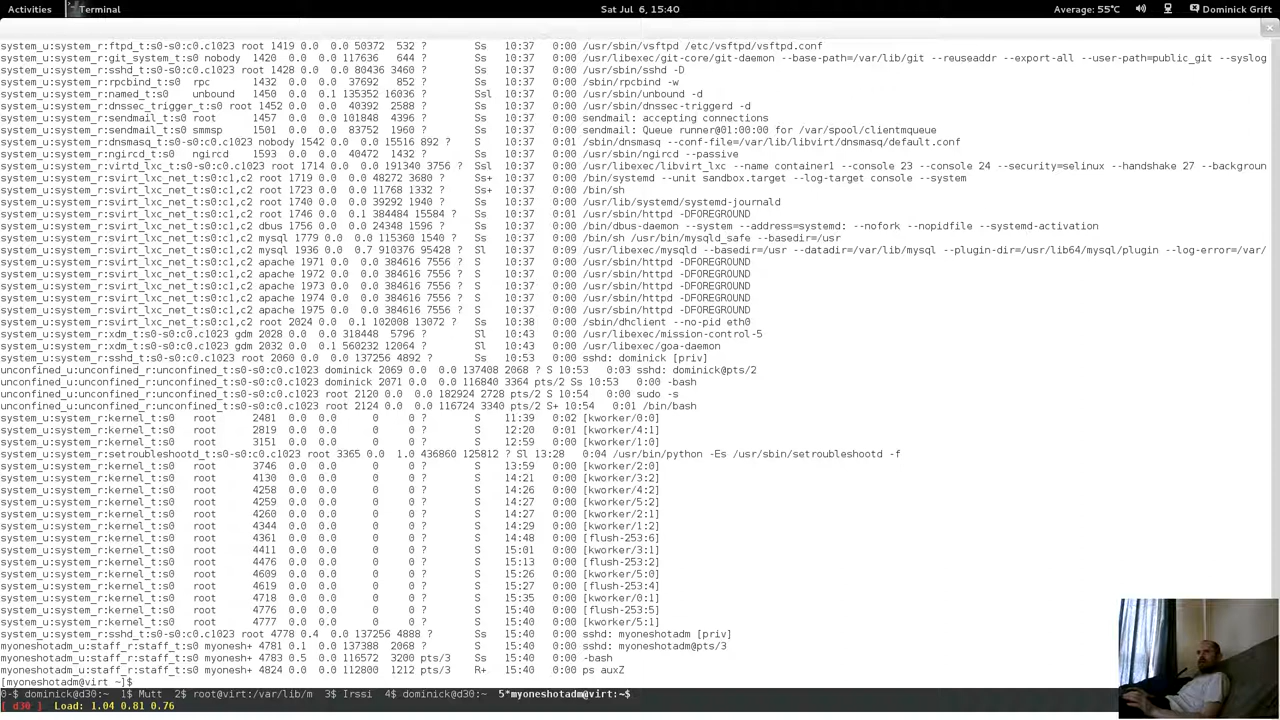 Activities Terminal Sat Jul 6, 15:40 Average: 55°C Dominick Grift
system_u:system_r:ftpd_t:s0-s0:c0.c1023 root 1419 0.0 0.0 50372 532 ? Ss 10:37 0:00 /usr/sbin/vsftpd /etc/vsftpd/vsftpd.conf
system_u:system_r:git_system_t:s0 nobody 1420 0.0 0.0 117636 644 ? Ss 10:37 0:00 /usr/libexec/git-core/git-daemon --base-path=/var/lib/git --reuseaddr --export-all --user-path=public_git --syslog
system_u:system_r:sshd_t:s0-s0:c0.c1023 root 1428 0.0 0.0 80436 3460 ? Ss 10:37 0:00 /usr/sbin/sshd -D
system_u:system_r:rpcbind_t:s0 rpc 1432 0.0 0.0 37692 852 ? Ss 10:37 0:00 /sbin/rpcbind -w
system_u:system_r:named_t:s0 unbound 1450 0.0 0.1 135352 16036 ? Ssl 10:37 0:00 /usr/sbin/unbound -d
system_u:system_r:dnssec_trigger_t:s0 root 1452 0.0 0.0 40392 2588 ? Ss 10:37 0:00 /usr/sbin/dnssec-triggerd -d
system_u:system_r:sendmail_t:s0 root 1457 0.0 0.0 101848 4396 ? Ss 10:37 0:00 sendmail: accepting connections
system_u:system_r:sendmail_t:s0 smmsp 1501 0.0 0.0 83752 1960 ? Ss 10:37 0:00 sendmail: Queue runner@01:00:00 for /var/spool/clientmqueue
system_u:system_r:dnsmasq_t:s0-s0:c0.c1023 nobody 1542 0.0 0.0 15516 892 ? S 10:37 0:01 /sbin/dnsmasq --conf-file=/var/lib/libvirt/dnsmasq/default.conf
system_u:system_r:ngircd_t:s0 ngircd 1593 0.0 0.0 40472 1432 ? S 10:37 0:00 /usr/sbin/ngircd --passive
system_u:system_r:virtd_lxc_t:s0-s0:c0.c1023 root 1714 0.0 0.0 191340 3756 ? Ssl 10:37 0:00 /usr/libexec/libvirt_lxc --name container1 --console 23 --console 24 --security=selinux --handshake 27 --backgroun
system_u:system_r:svirt_lxc_net_t:s0:c1,c2 root 1719 0.0 0.0 48272 3680 ? Ss+ 10:37 0:00 /bin/systemd --unit sandbox.target --log-target console --system
system_u:system_r:svirt_lxc_net_t:s0:c1,c2 root 1723 0.0 0.0 11768 1332 ? Ss+ 10:37 0:00 /bin/sh
system_u:system_r:svirt_lxc_net_t:s0:c1,c2 root 1740 0.0 0.0 39292 1940 ? Ss 10:37 0:00 /usr/lib/systemd/systemd-journald
system_u:system_r:svirt_lxc_net_t:s0:c1,c2 root 1746 0.0 0.1 384484 15584 ? Ss 10:37 0:01 /usr/sbin/httpd -DFOREGROUND
system_u:system_r:svirt_lxc_net_t:s0:c1,c2 dbus 1756 0.0 0.0 24348 1596 ? Ss 10:37 0:00 /bin/dbus-daemon --system --address=systemd: --nofork --nopidfile --systemd-activation
system_u:system_r:svirt_lxc_net_t:s0:c1,c2 mysql 1779 0.0 0.0 115360 1540 ? Ss 10:37 0:00 /bin/sh /usr/bin/mysqld_safe --basedir=/usr
system_u:system_r:svirt_lxc_net_t:s0:c1,c2 mysql 1936 0.0 0.7 910376 95428 ? Sl 10:37 0:09 /usr/libexec/mysqld --basedir=/usr --datadir=/var/lib/mysql --plugin-dir=/usr/lib64/mysql/plugin --log-error=/var/
system_u:system_r:svirt_lxc_net_t:s0:c1,c2 apache 1971 0.0 0.0 384616 7556 ? S 10:37 0:00 /usr/sbin/httpd -DFOREGROUND
system_u:system_r:svirt_lxc_net_t:s0:c1,c2 apache 1972 0.0 0.0 384616 7556 ? S 10:37 0:00 /usr/sbin/httpd -DFOREGROUND
system_u:system_r:svirt_lxc_net_t:s0:c1,c2 apache 1973 0.0 0.0 384616 7556 ? S 10:37 0:00 /usr/sbin/httpd -DFOREGROUND
system_u:system_r:svirt_lxc_net_t:s0:c1,c2 apache 1974 0.0 0.0 384616 7556 ? S 10:37 0:00 /usr/sbin/httpd -DFOREGROUND
system_u:system_r:svirt_lxc_net_t:s0:c1,c2 apache 1975 0.0 0.0 384616 7556 ? S 10:37 0:00 /usr/sbin/httpd -DFOREGROUND
system_u:system_r:svirt_lxc_net_t:s0:c1,c2 root 2024 0.0 0.1 102008 13072 ? Ss 10:38 0:00 /sbin/dhclient --no-pid eth0
system_u:system_r:xdm_t:s0-s0:c0.c1023 gdm 2028 0.0 0.0 318448 5796 ? Sl 10:43 0:00 /usr/libexec/mission-control-5
system_u:system_r:xdm_t:s0-s0:c0.c1023 gdm 2032 0.0 0.1 560232 12064 ? Sl 10:43 0:00 /usr/libexec/goa-daemon
system_u:system_r:sshd_t:s0-s0:c0.c1023 root 2060 0.0 0.0 137256 4892 ? Ss 10:53 0:00 sshd: dominick [priv]
unconfined_u:unconfined_r:unconfined_t:s0-s0:c0.c1023 dominick 2069 0.0 0.0 137408 2068 ? S 10:53 0:03 sshd: dominick@pts/2
unconfined_u:unconfined_r:unconfined_t:s0-s0:c0.c1023 dominick 2071 0.0 0.0 116840 3364 pts/2 Ss 10:53 0:00 -bash
unconfined_u:unconfined_r:unconfined_t:s0-s0:c0.c1023 root 2120 0.0 0.0 182924 2728 pts/2 S 10:54 0:00 sudo -s
unconfined_u:unconfined_r:unconfined_t:s0-s0:c0.c1023 root 2124 0.0 0.0 116724 3340 pts/2 S+ 10:54 0:01 /bin/bash
system_u:system_r:kernel_t:s0 root 2481 0.0 0.0 0 0 ? S 11:39 0:02 [kworker/0:0]
system_u:system_r:kernel_t:s0 root 2819 0.0 0.0 0 0 ? S 12:20 0:01 [kworker/4:1]
system_u:system_r:kernel_t:s0 root 3151 0.0 0.0 0 0 ? S 12:59 0:00 [kworker/1:0]
system_u:system_r:setroubleshootd_t:s0-s0:c0.c1023 root 3365 0.0 1.0 436860 125812 ? Sl 13:28 0:04 /usr/bin/python -Es /usr/sbin/setroubleshootd -f
system_u:system_r:kernel_t:s0 root 3746 0.0 0.0 0 0 ? S 13:59 0:00 [kworker/2:0]
system_u:system_r:kernel_t:s0 root 4130 0.0 0.0 0 0 ? S 14:21 0:00 [kworker/3:2]
system_u:system_r:kernel_t:s0 root 4258 0.0 0.0 0 0 ? S 14:26 0:00 [kworker/4:2]
system_u:system_r:kernel_t:s0 root 4259 0.0 0.0 0 0 ? S 14:27 0:00 [kworker/5:2]
system_u:system_r:kernel_t:s0 root 4260 0.0 0.0 0 0 ? S 14:27 0:00 [kworker/2:1]
system_u:system_r:kernel_t:s0 root 4344 0.0 0.0 0 0 ? S 14:29 0:00 [kworker/1:2]
system_u:system_r:kernel_t:s0 root 4361 0.0 0.0 0 0 ? S 14:48 0:00 [flush-253:6]
system_u:system_r:kernel_t:s0 root 4411 0.0 0.0 0 0 ? S 15:01 0:00 [kworker/3:1]
system_u:system_r:kernel_t:s0 root 4476 0.0 0.0 0 0 ? S 15:13 0:00 [kworker/0:2]
system_u:system_r:kernel_t:s0 root 4609 0.0 0.0 0 0 ? S 15:26 0:00 [kworker/5:0]
system_u:system_r:kernel_t:s0 root 4619 0.0 0.0 0 0 ? S 15:27 0:00 [flush-253:4]
system_u:system_r:kernel_t:s0 root 4718 0.0 0.0 0 0 ? S 15:35 0:00 [kworker/0:1]
system_u:system_r:kernel_t:s0 root 4776 0.0 0.0 0 0 ? S 15:40 0:00 [flush-253:5]
system_u:system_r:kernel_t:s0 root 4777 0.0 0.0 0 0 ? S 15:40 0:00 [kworker/5:1]
system_u:system_r:sshd_t:s0-s0:c0.c1023 root 4778 0.4 0.0 137256 4888 ? Ss 15:40 0:00 sshd: myoneshotadm [priv]
myoneshotadm_u:staff_r:staff_t:s0 myonesh+ 4781 0.1 0.0 137388 2068 ? S 15:40 0:00 sshd: myoneshotadm@pts/3
myoneshotadm_u:staff_r:staff_t:s0 myonesh+ 4783 0.5 0.0 116572 3200 pts/3 Ss 15:40 0:00 -bash
myoneshotadm_u:staff_r:staff_t:s0 myonesh+ 4824 0.0 0.0 112800 1212 pts/3 R+ 15:40 0:00 ps auxZ
[myoneshotadm@virt ~]$
0-$ dominick@d30:~ 1$ Mutt 2$ root@virt:/var/lib/m 3$ Irssi 4$ dominick@d30:~ 5*myoneshotadm@virt:~$
[ d30 ] Load: 1.04 0.81 0.76